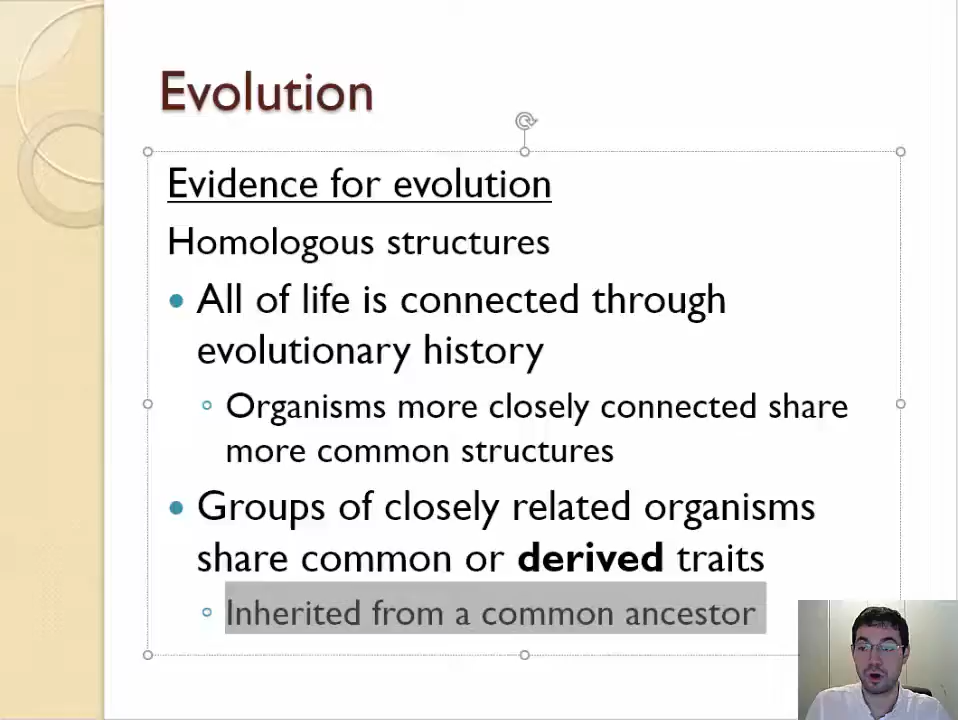 Evolution
Evidence for evolution
Homologous structures
All of life is connected through
evolutionary history
Organisms more closely connected share
more common structures
Groups of closely related organisms
share common or derived traits
Inherited from a common ancestor